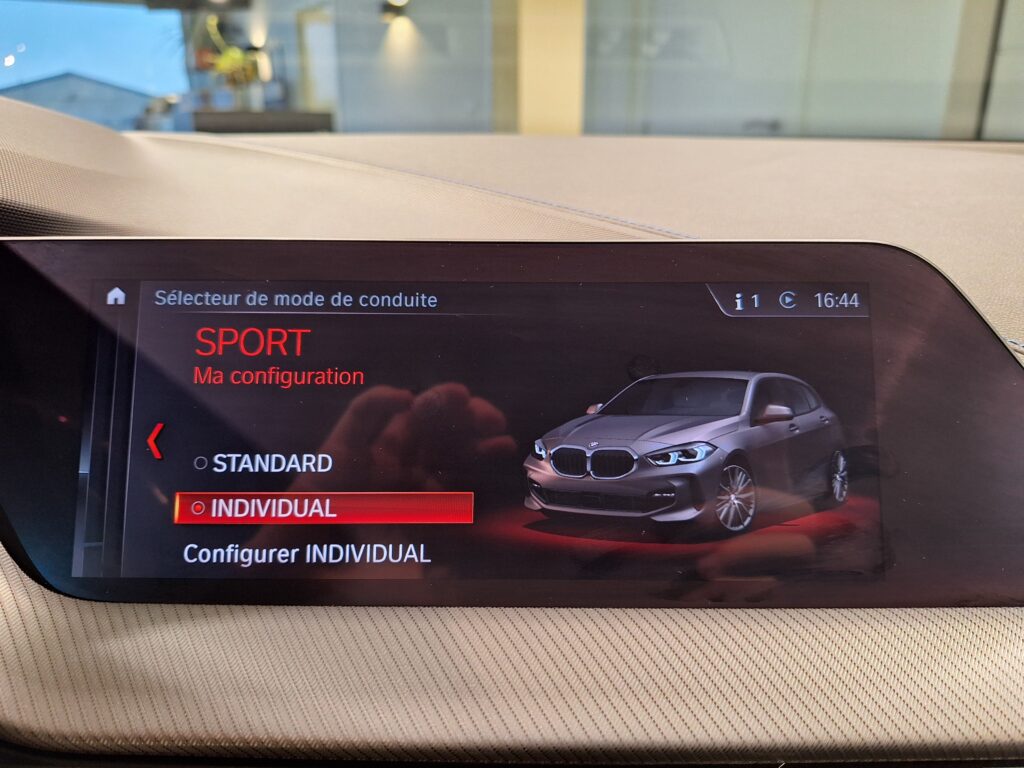 Sélecteur de mode de conduite
i 1 16:44
SPORT
Ma configuration
STANDARD
INDIVIDUAL
Configurer INDIVIDUAL